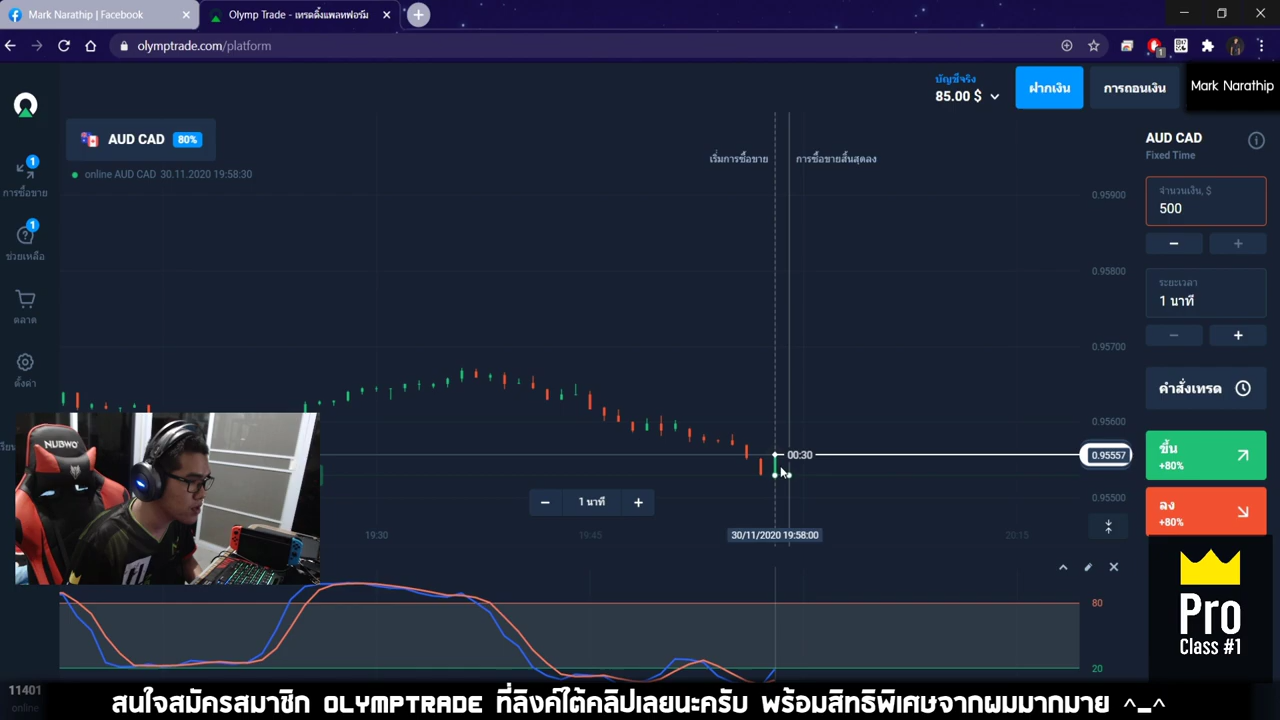 Mark Narathip | Facebook
Olymp Trade - เทรดดิ้งแพลทฟอร์ม
olymptrade.com/platform
1
บัญชีจริง
85.00 $
ฝากเงิน
การถอนเงิน
Mark Narathip
AUD CAD 80%
online AUD CAD 30.11.2020 19:58:30
เริ่มการซื้อขาย
การซื้อขายสิ้นสุดลง
1
การซื้อขาย
1
ช่วยเหลือ
ตลาด
ตั้งค่า
AUD CAD
Fixed Time
จำนวนเงิน, $
500
ระยะเวลา
1 นาที
คำสั่งเทรด
ขึ้น
+80%
ลง
+80%
0.95900
0.95800
0.95700
0.95600
0.95557
0.95500
00:30
1 นาที
19:30
19:45
30/11/2020 19:58:00
20:15
80
20
NUBWO
Pro
Class #1
11401
online
สนใจสมัครสมาชิก OLYMPTRADE ที่ลิงค์ใต้คลิปเลยนะครับ พร้อมสิทธิพิเศษจากผมมากมาย ^_^